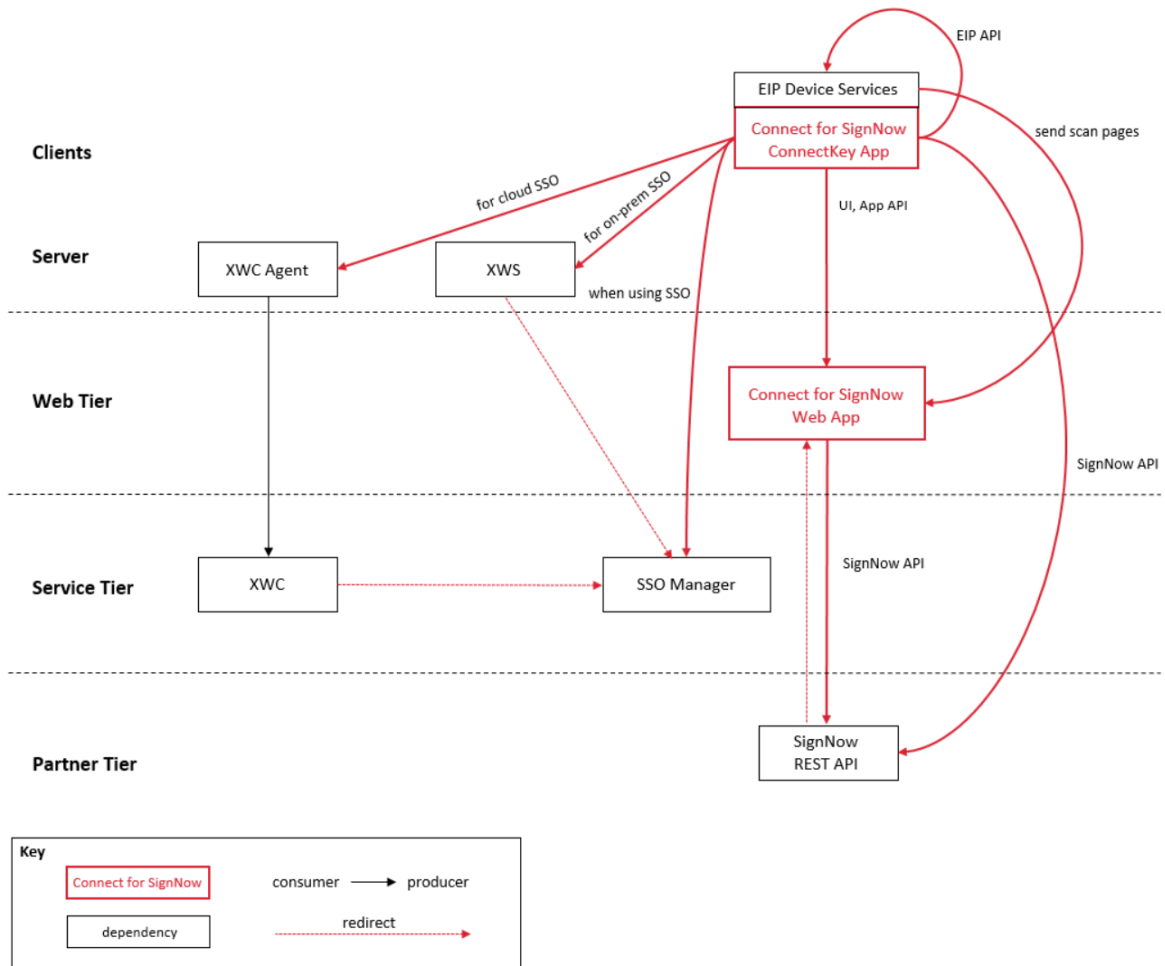 EIP API
EIP Device Services
Connect for SignNow
ConnectKey App
send scan pages
Clients
for cloud SSO
for on-prem SSO
UI, App API
Server
XWC Agent
XWS
when using SSO
Web Tier
Connect for SignNow
Web App
SignNow API
Service Tier
XWC
SSO Manager
SignNow API
Partner Tier
SignNow
REST API
Key
Connect for SignNow
consumer
producer
dependency
redirect